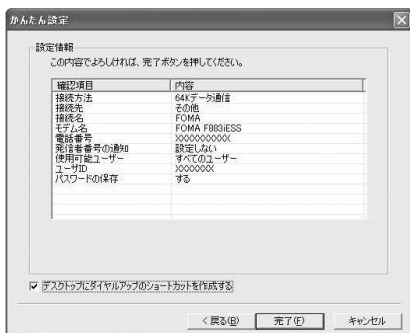 かんたん設定
設定情報
この内容でよろしければ、完了ボタンを押してください。
確認項目 内容
接続方法 64Kデータ通信
接続先 その他
接続名 FOMA
モデム名 FOMA F883iESS
電話番号 XXXXXXXXXX
発信者番号の通知 設定しない
使用可能ユーザー すべてのユーザー
ユーザID XXXXXXX
パスワードの保存 する
デスクトップにダイヤルアップのショートカットを作成する
< 戻る(B) 完了(F) キャンセル